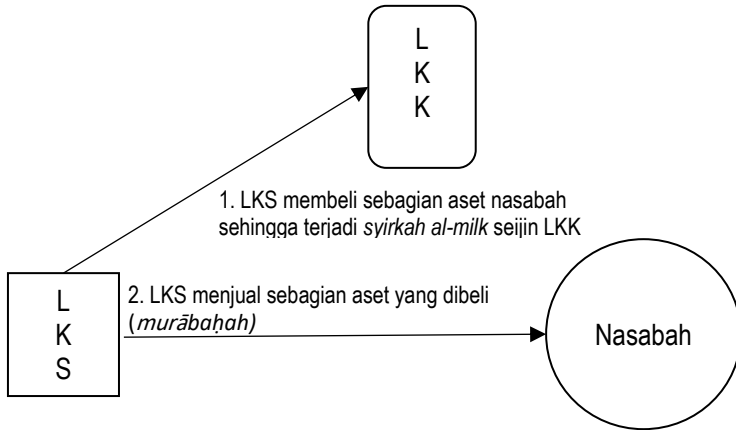 L
K
K
1. LKS membeli sebagian aset nasabah
sehingga terjadi syirkah al-milk seijin LKK
L
K
S
2. LKS menjual sebagian aset yang dibeli
(murābaḥah)
Nasabah